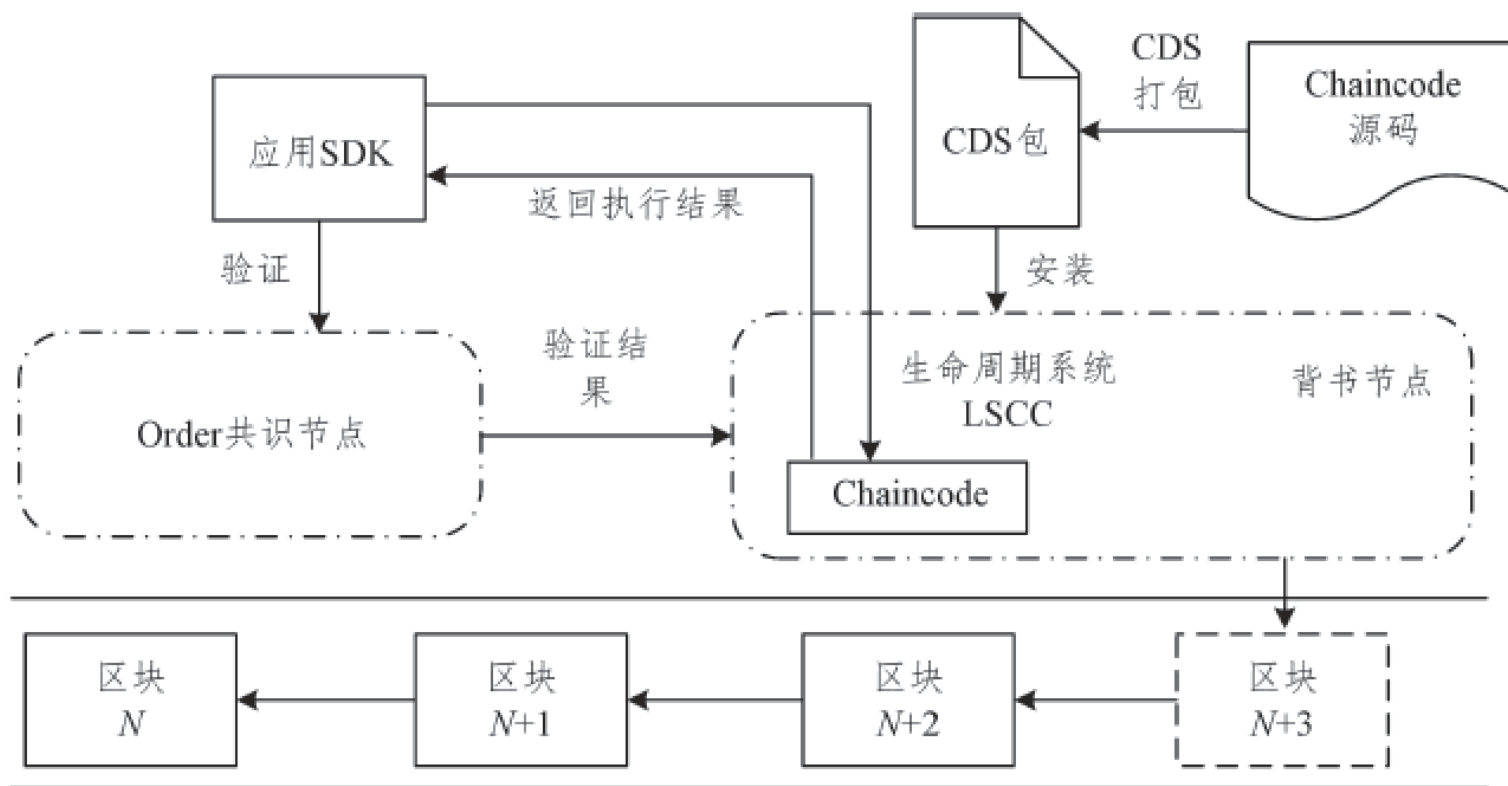 应用SDK
返回执行结果
验证
CDS包
CDS
打包
Chaincode
源码
安装
Order共识节点
验证结
果
生命周期系统
LSCC
背书节点
Chaincode
区块
N
区块
N+1
区块
N+2
区块
N+3